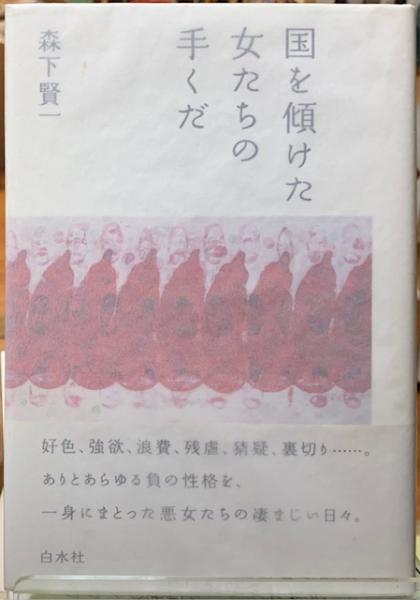 国を傾けた
女たちの
手くだ
森下賢一
好色、強欲、浪費、残虐、猜疑、裏切り……。
ありとあらゆる負の性格を、
一身にまとった悪女たちの凄まじい日々。
白水社